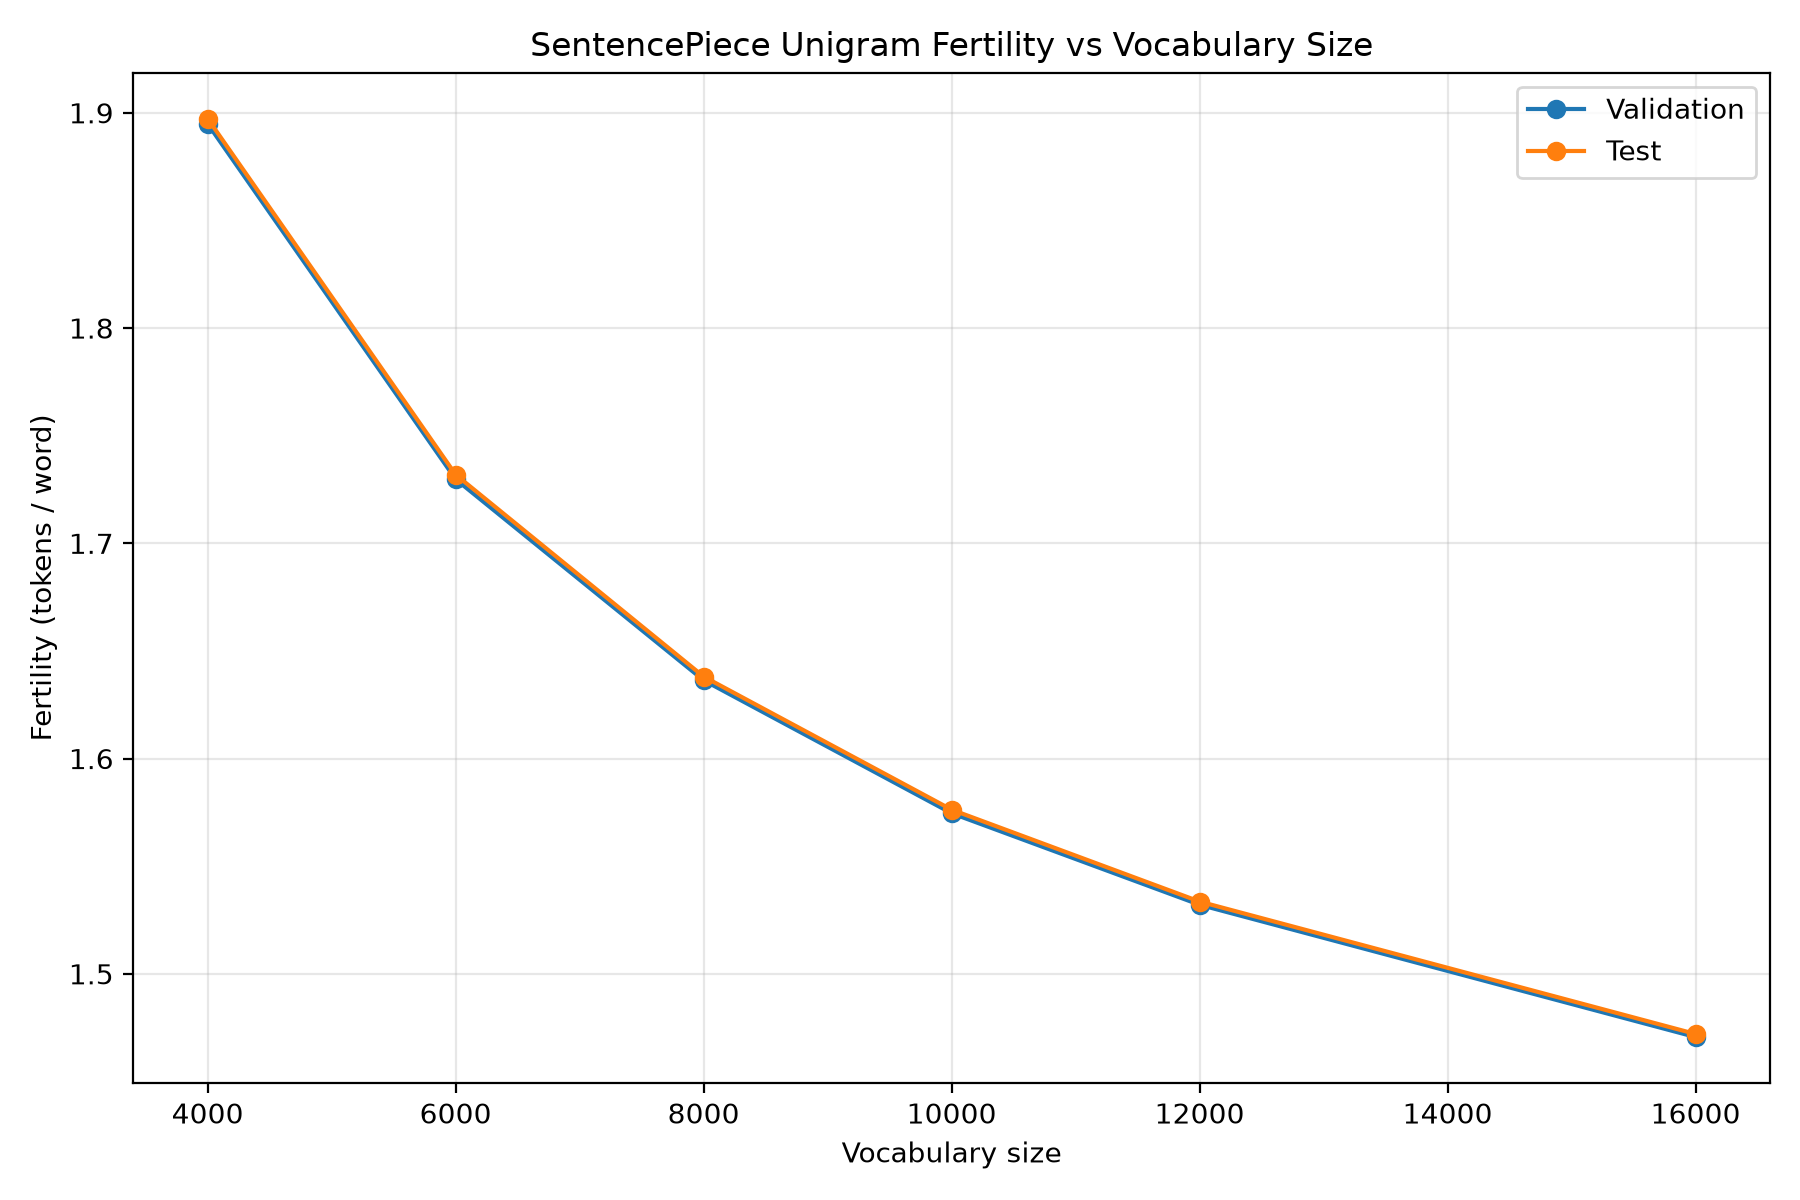 SentencePiece Unigram Fertility vs Vocabulary Size
Validation
Test
Fertility (tokens / word)
1.9
1.8
1.7
1.6
1.5
4000 6000 8000 10000 12000 14000 16000
Vocabulary size